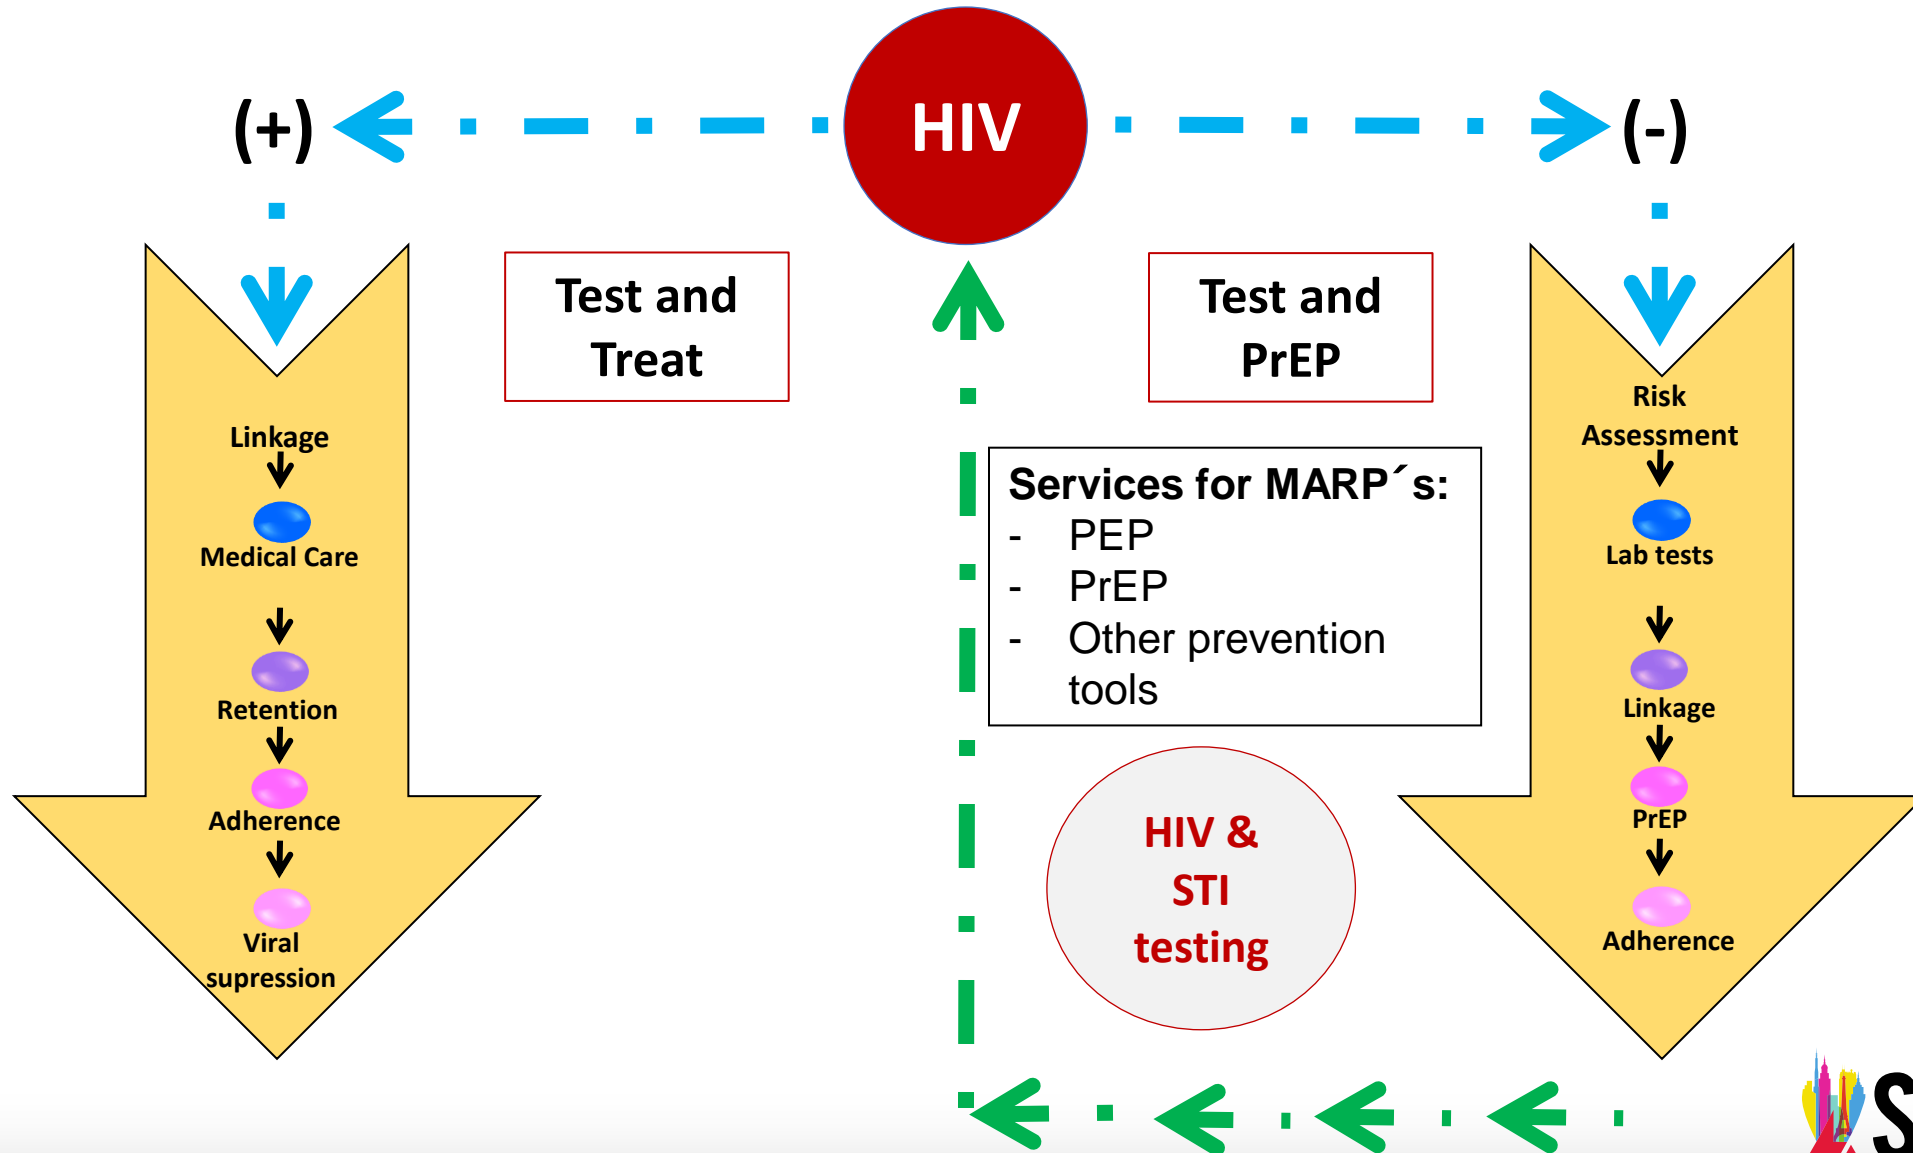 (+)
HIV
(-)
Test and
Treat
Test and
PrEP
Linkage
Medical Care
Retention
Adherence
Viral
supression
Services for MARP´s:
- PEP
- PrEP
- Other prevention
tools
HIV &
STI
testing
Risk
Assessment
Lab tests
Linkage
PrEP
Adherence
S